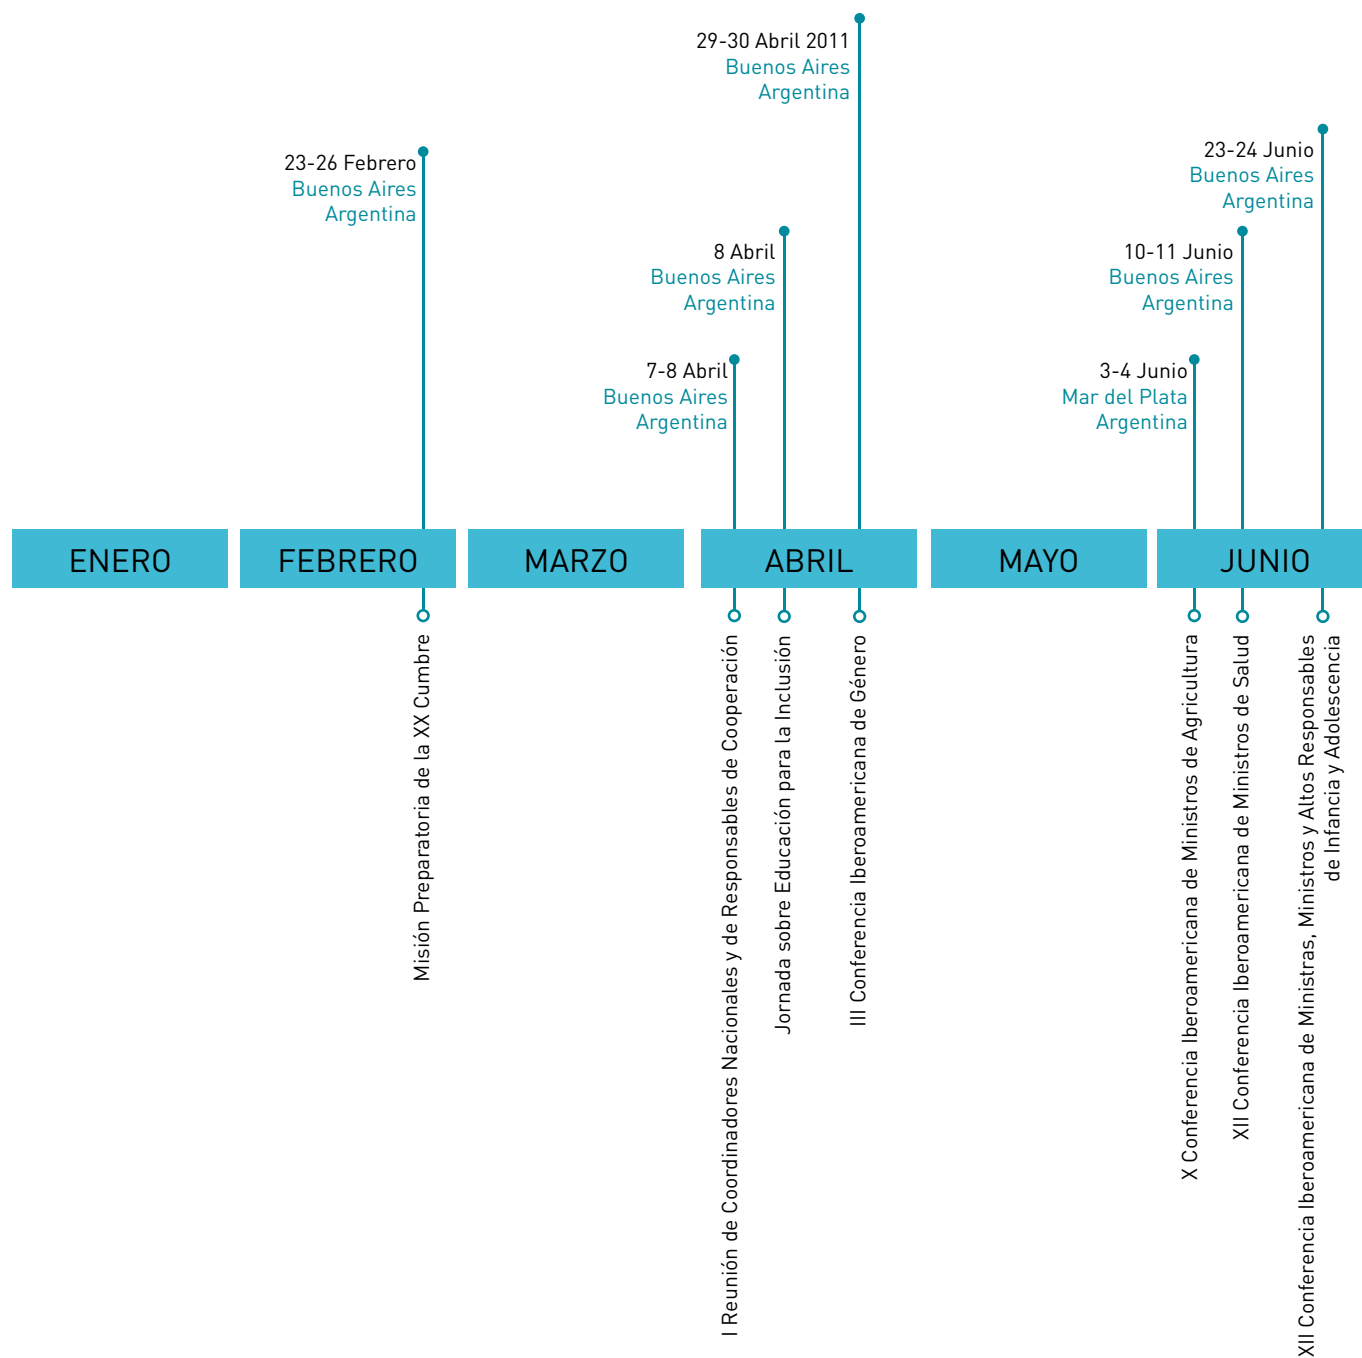 29-30 Abril 2011
Buenos Aires
Argentina
23-26 Febrero
Buenos Aires
Argentina
23-24 Junio
Buenos Aires
Argentina
8 Abril
Buenos Aires
Argentina
10-11 Junio
Buenos Aires
Argentina
7-8 Abril
Buenos Aires
Argentina
3-4 Junio
Mar del Plata
Argentina
ENERO
FEBRERO
MARZO
ABRIL
MAYO
JUNIO
Misión Preparatoria de la XX Cumbre
I Reunión de Coordinadores Nacionales y de Responsables de Cooperación
Jornada sobre Educación para la Inclusión
III Conferencia Iberoamericana de Género
X Conferencia Iberoamericana de Ministros de Agricultura
XII Conferencia Iberoamericana de Ministros de Salud
XII Conferencia Iberoamericana de Ministras, Ministros y Altos Responsables
de Infancia y Adolescencia